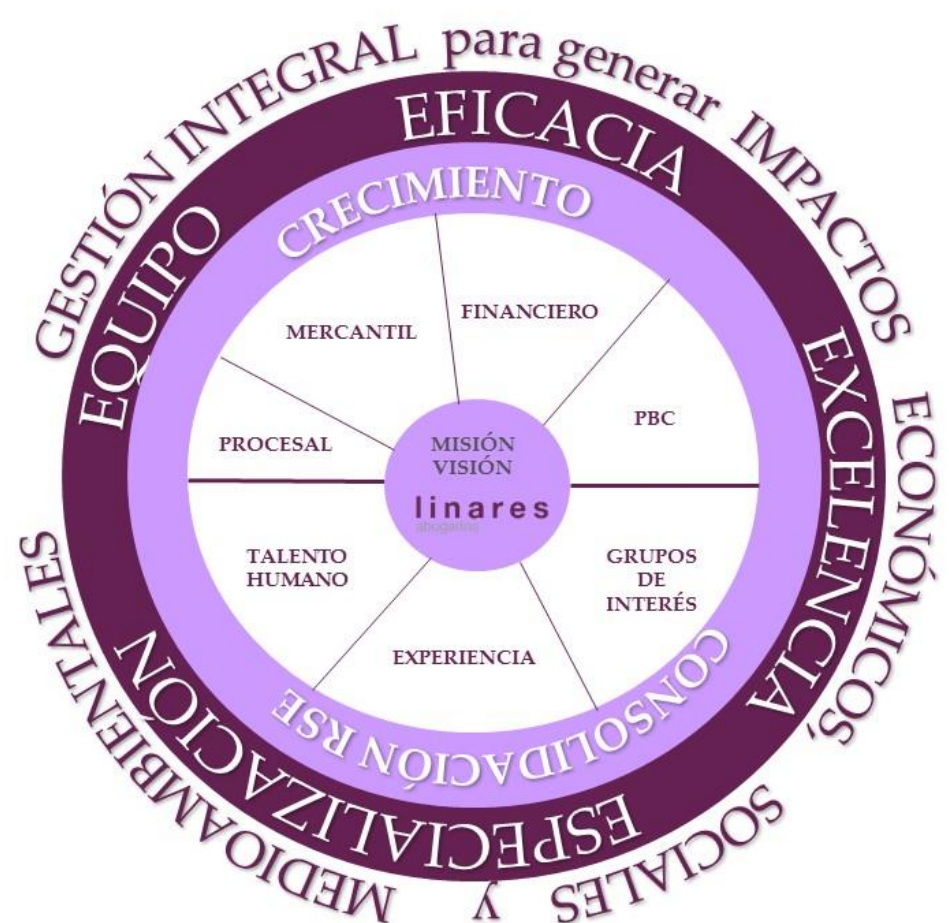 GESTIÓN INTEGRAL para generar IMPACTOS ECONÓMICOS, SOCIALES y MEDIOAMBIENTALES
EQUIPO
EFICACIA
EXCELENCIA
ESPECIALIZACIÓN
CRECIMIENTO
CONSOLIDACIÓN RSE
MERCANTIL
FINANCIERO
PBC
PROCESAL
MISIÓN
VISIÓN
linares
abogados
TALENTO
HUMANO
EXPERIENCIA
GRUPOS
DE
INTERÉS